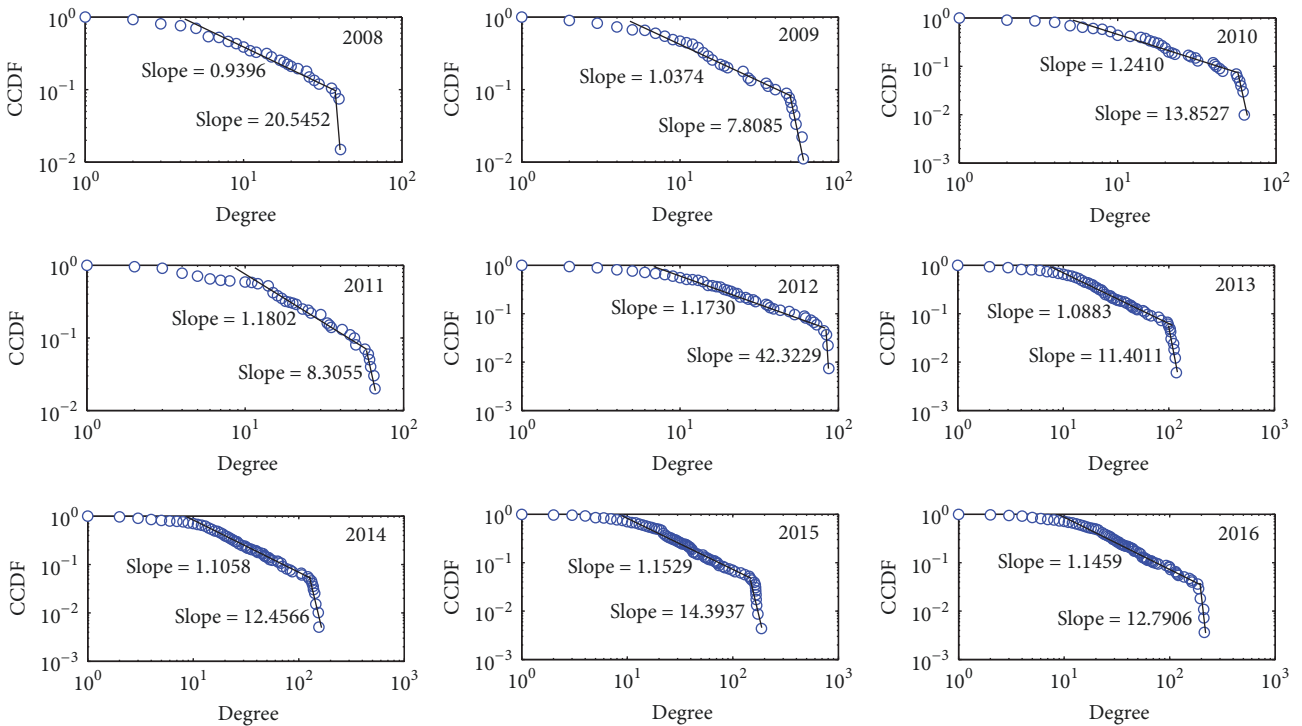 10^0
2008
CCDF
Slope = 0.9396
10^-1
Slope = 20.5452
10^-2
10^0
10^1
10^2
Degree
10^0
2009
CCDF
Slope = 1.0374
10^-1
Slope = 7.8085
10^-2
10^0
10^1
10^2
Degree
10^0
2010
Slope = 1.2410
10^-1
CCDF
Slope = 13.8527
10^-2
10^-3
10^0
10^1
10^2
Degree
10^0
2011
CCDF
Slope = 1.1802
10^-1
Slope = 8.3055
10^-2
10^0
10^1
10^2
Degree
10^0
2012
Slope = 1.1730
10^-1
CCDF
Slope = 42.3229
10^-2
10^-3
10^0
10^1
10^2
Degree
10^0
2013
Slope = 1.0883
10^-1
CCDF
Slope = 11.4011
10^-2
10^-3
10^0
10^1
10^2
10^3
Degree
10^0
2014
Slope = 1.1058
10^-1
CCDF
Slope = 12.4566
10^-2
10^-3
10^0
10^1
10^2
10^3
Degree
10^0
2015
Slope = 1.1529
10^-1
CCDF
Slope = 14.3937
10^-2
10^-3
10^0
10^1
10^2
10^3
Degree
10^0
2016
Slope = 1.1459
10^-1
CCDF
Slope = 12.7906
10^-2
10^-3
10^0
10^1
10^2
10^3
Degree